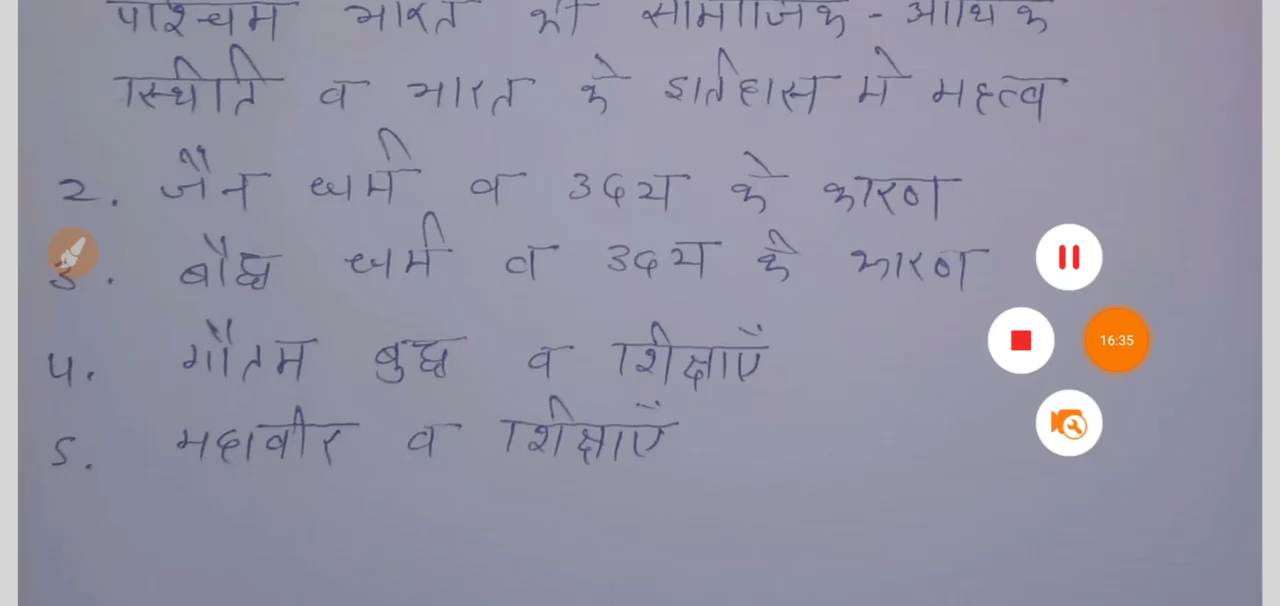 पश्चिम भारत की सामाजिक - आर्थिक
स्थिति व भारत के इतिहास मे महत्व
2. जैन धर्म व उदय के कारण
3. बौद्ध धर्म व उदय के कारण
4. गौतम बुद्ध व शिक्षाएँ
5. महावीर व शिक्षाएँ
16:35